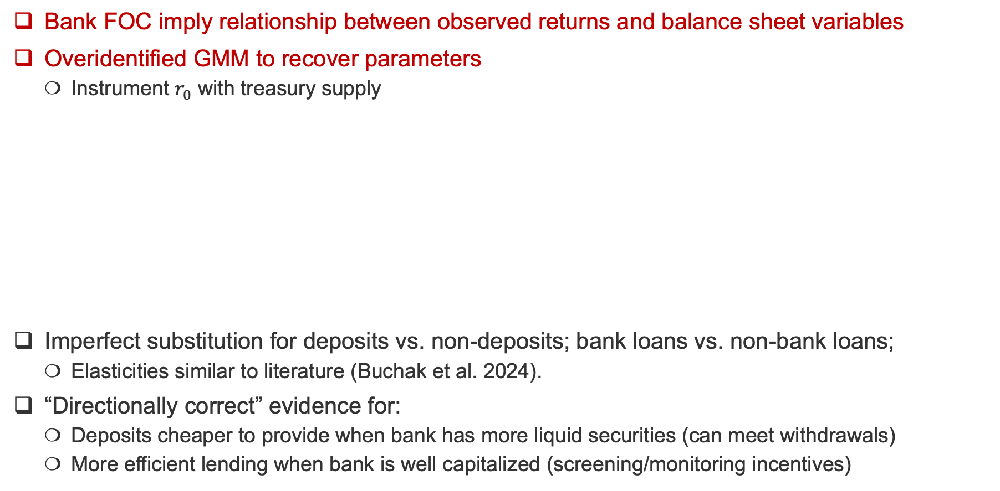 ❑ Bank FOC imply relationship between observed returns and balance sheet variables
❑ Overidentified GMM to recover parameters
❍ Instrument r₀ with treasury supply
❑ Imperfect substitution for deposits vs. non-deposits; bank loans vs. non-bank loans;
❍ Elasticities similar to literature (Buchak et al. 2024).
❑ “Directionally correct” evidence for:
❍ Deposits cheaper to provide when bank has more liquid securities (can meet withdrawals)
❍ More efficient lending when bank is well capitalized (screening/monitoring incentives)